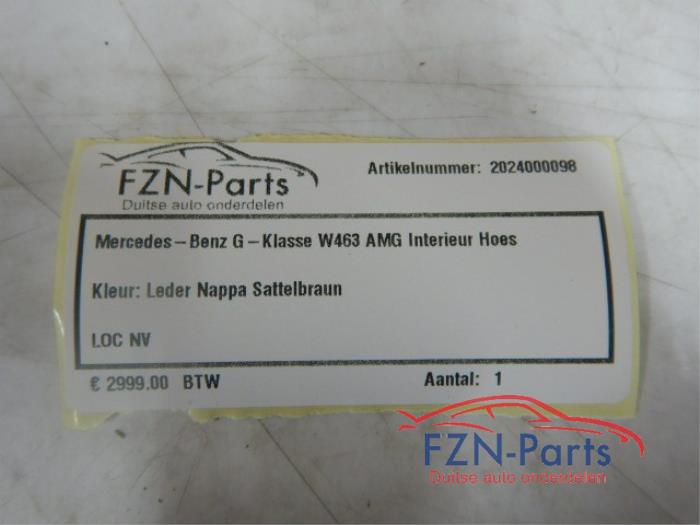 FZN-Parts
Duitse auto onderdelen
Artikelnummer: 2024000098
Mercedes-Benz G-Klasse W463 AMG Interieur Hoes
Kleur: Leder Nappa Sattelbraun
LOC NV
€ 2999.00 BTW
Aantal: 1
FZN-Parts
Duitse auto onderdelen